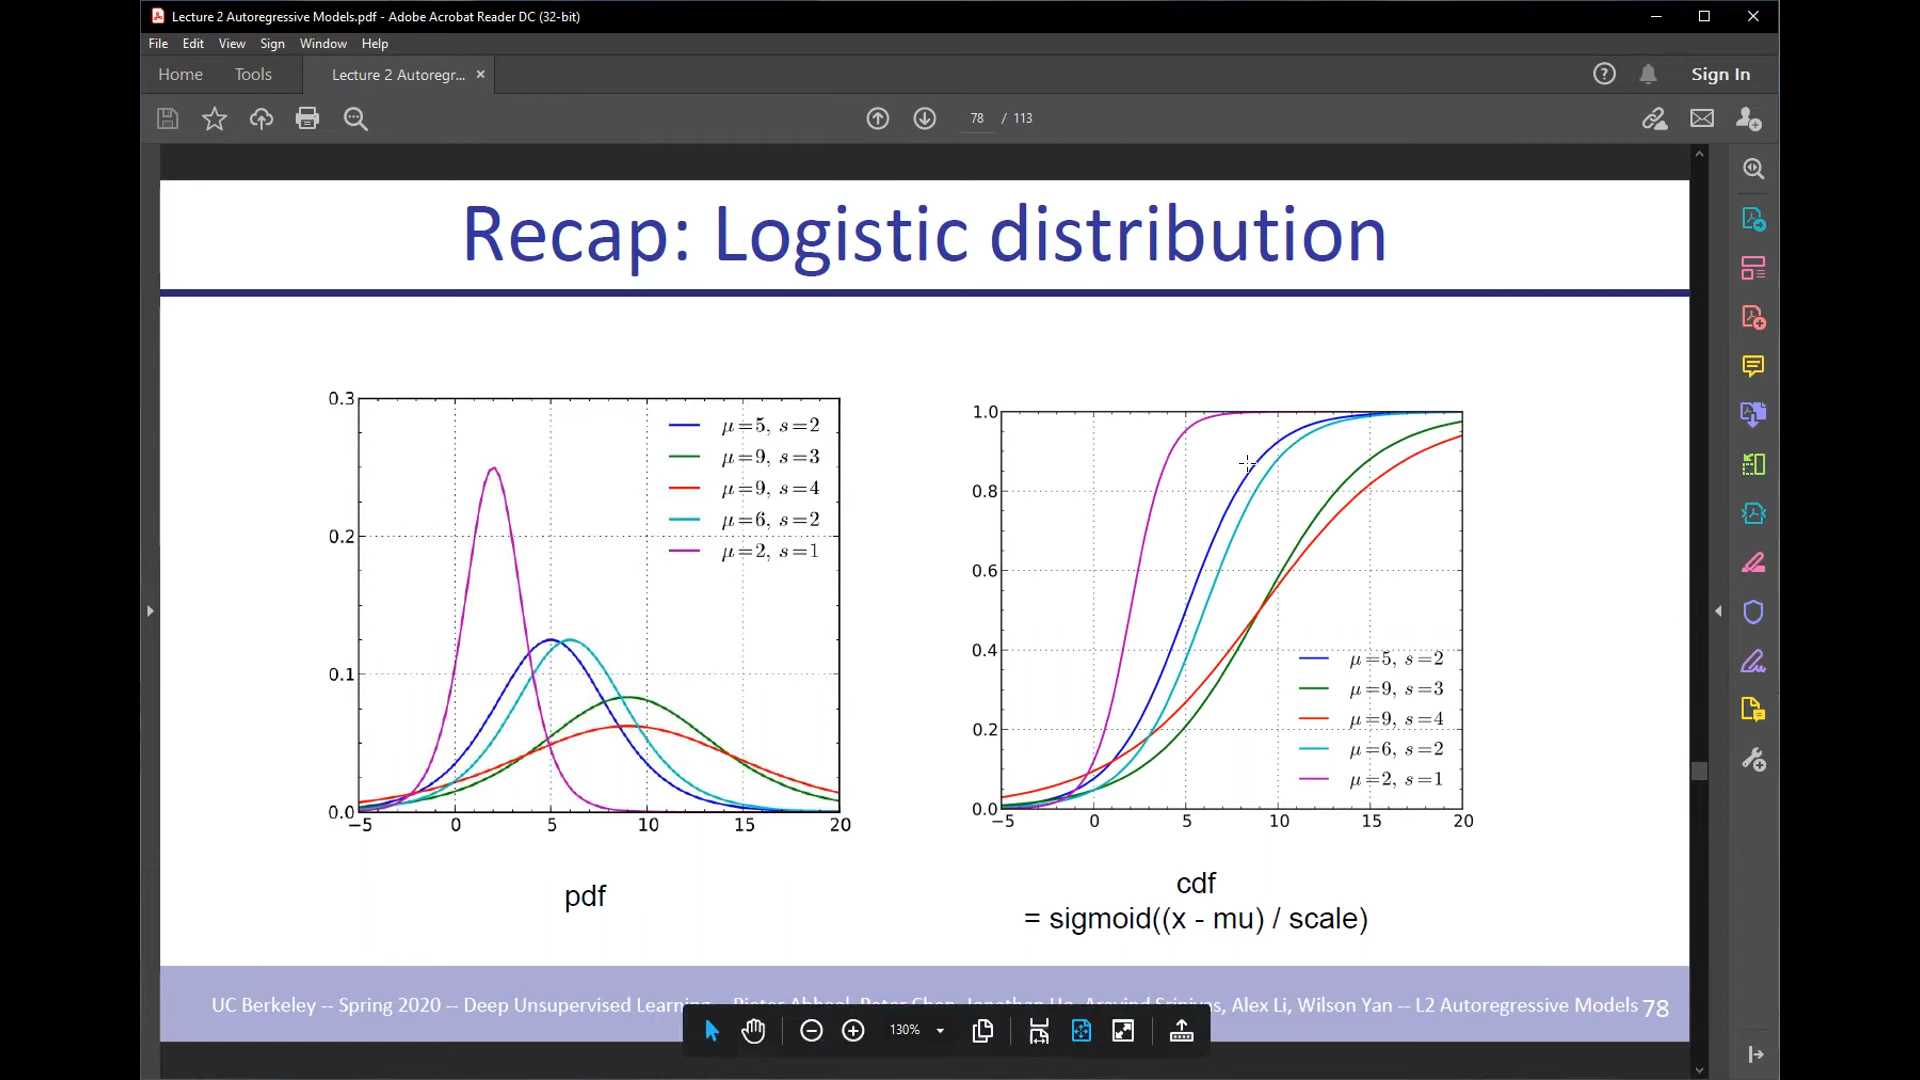 Lecture 2 Autoregressive Models.pdf - Adobe Acrobat Reader DC (32-bit)
File Edit View Sign Window Help
Home Tools Lecture 2 Autoregr... × Sign In
78 / 113
Recap: Logistic distribution
0.3
0.2
0.1
0.0
−5 0 5 10 15 20
μ=5, s=2
μ=9, s=3
μ=9, s=4
μ=6, s=2
μ=2, s=1
pdf
1.0
0.8
0.6
0.4
0.2
0.0
−5 0 5 10 15 20
μ=5, s=2
μ=9, s=3
μ=9, s=4
μ=6, s=2
μ=2, s=1
cdf
= sigmoid((x - mu) / scale)
UC Berkeley -- Spring 2020 -- Deep Unsupervised Learning -- Alex Li, Wilson Yan -- L2 Autoregressive Models 78
130%